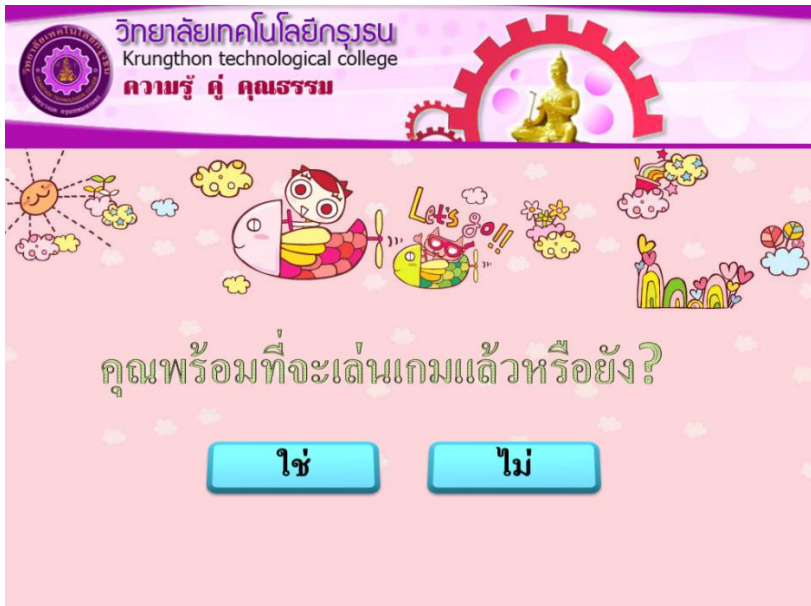 วิทยาลัยเทคโนโลยีกรุงธน
Krungthon technological college
ความรู้ คู่ คุณธรรม
Let's go!!
คุณพร้อมที่จะเล่นเกมแล้วหรือยัง?
ใช่
ไม่